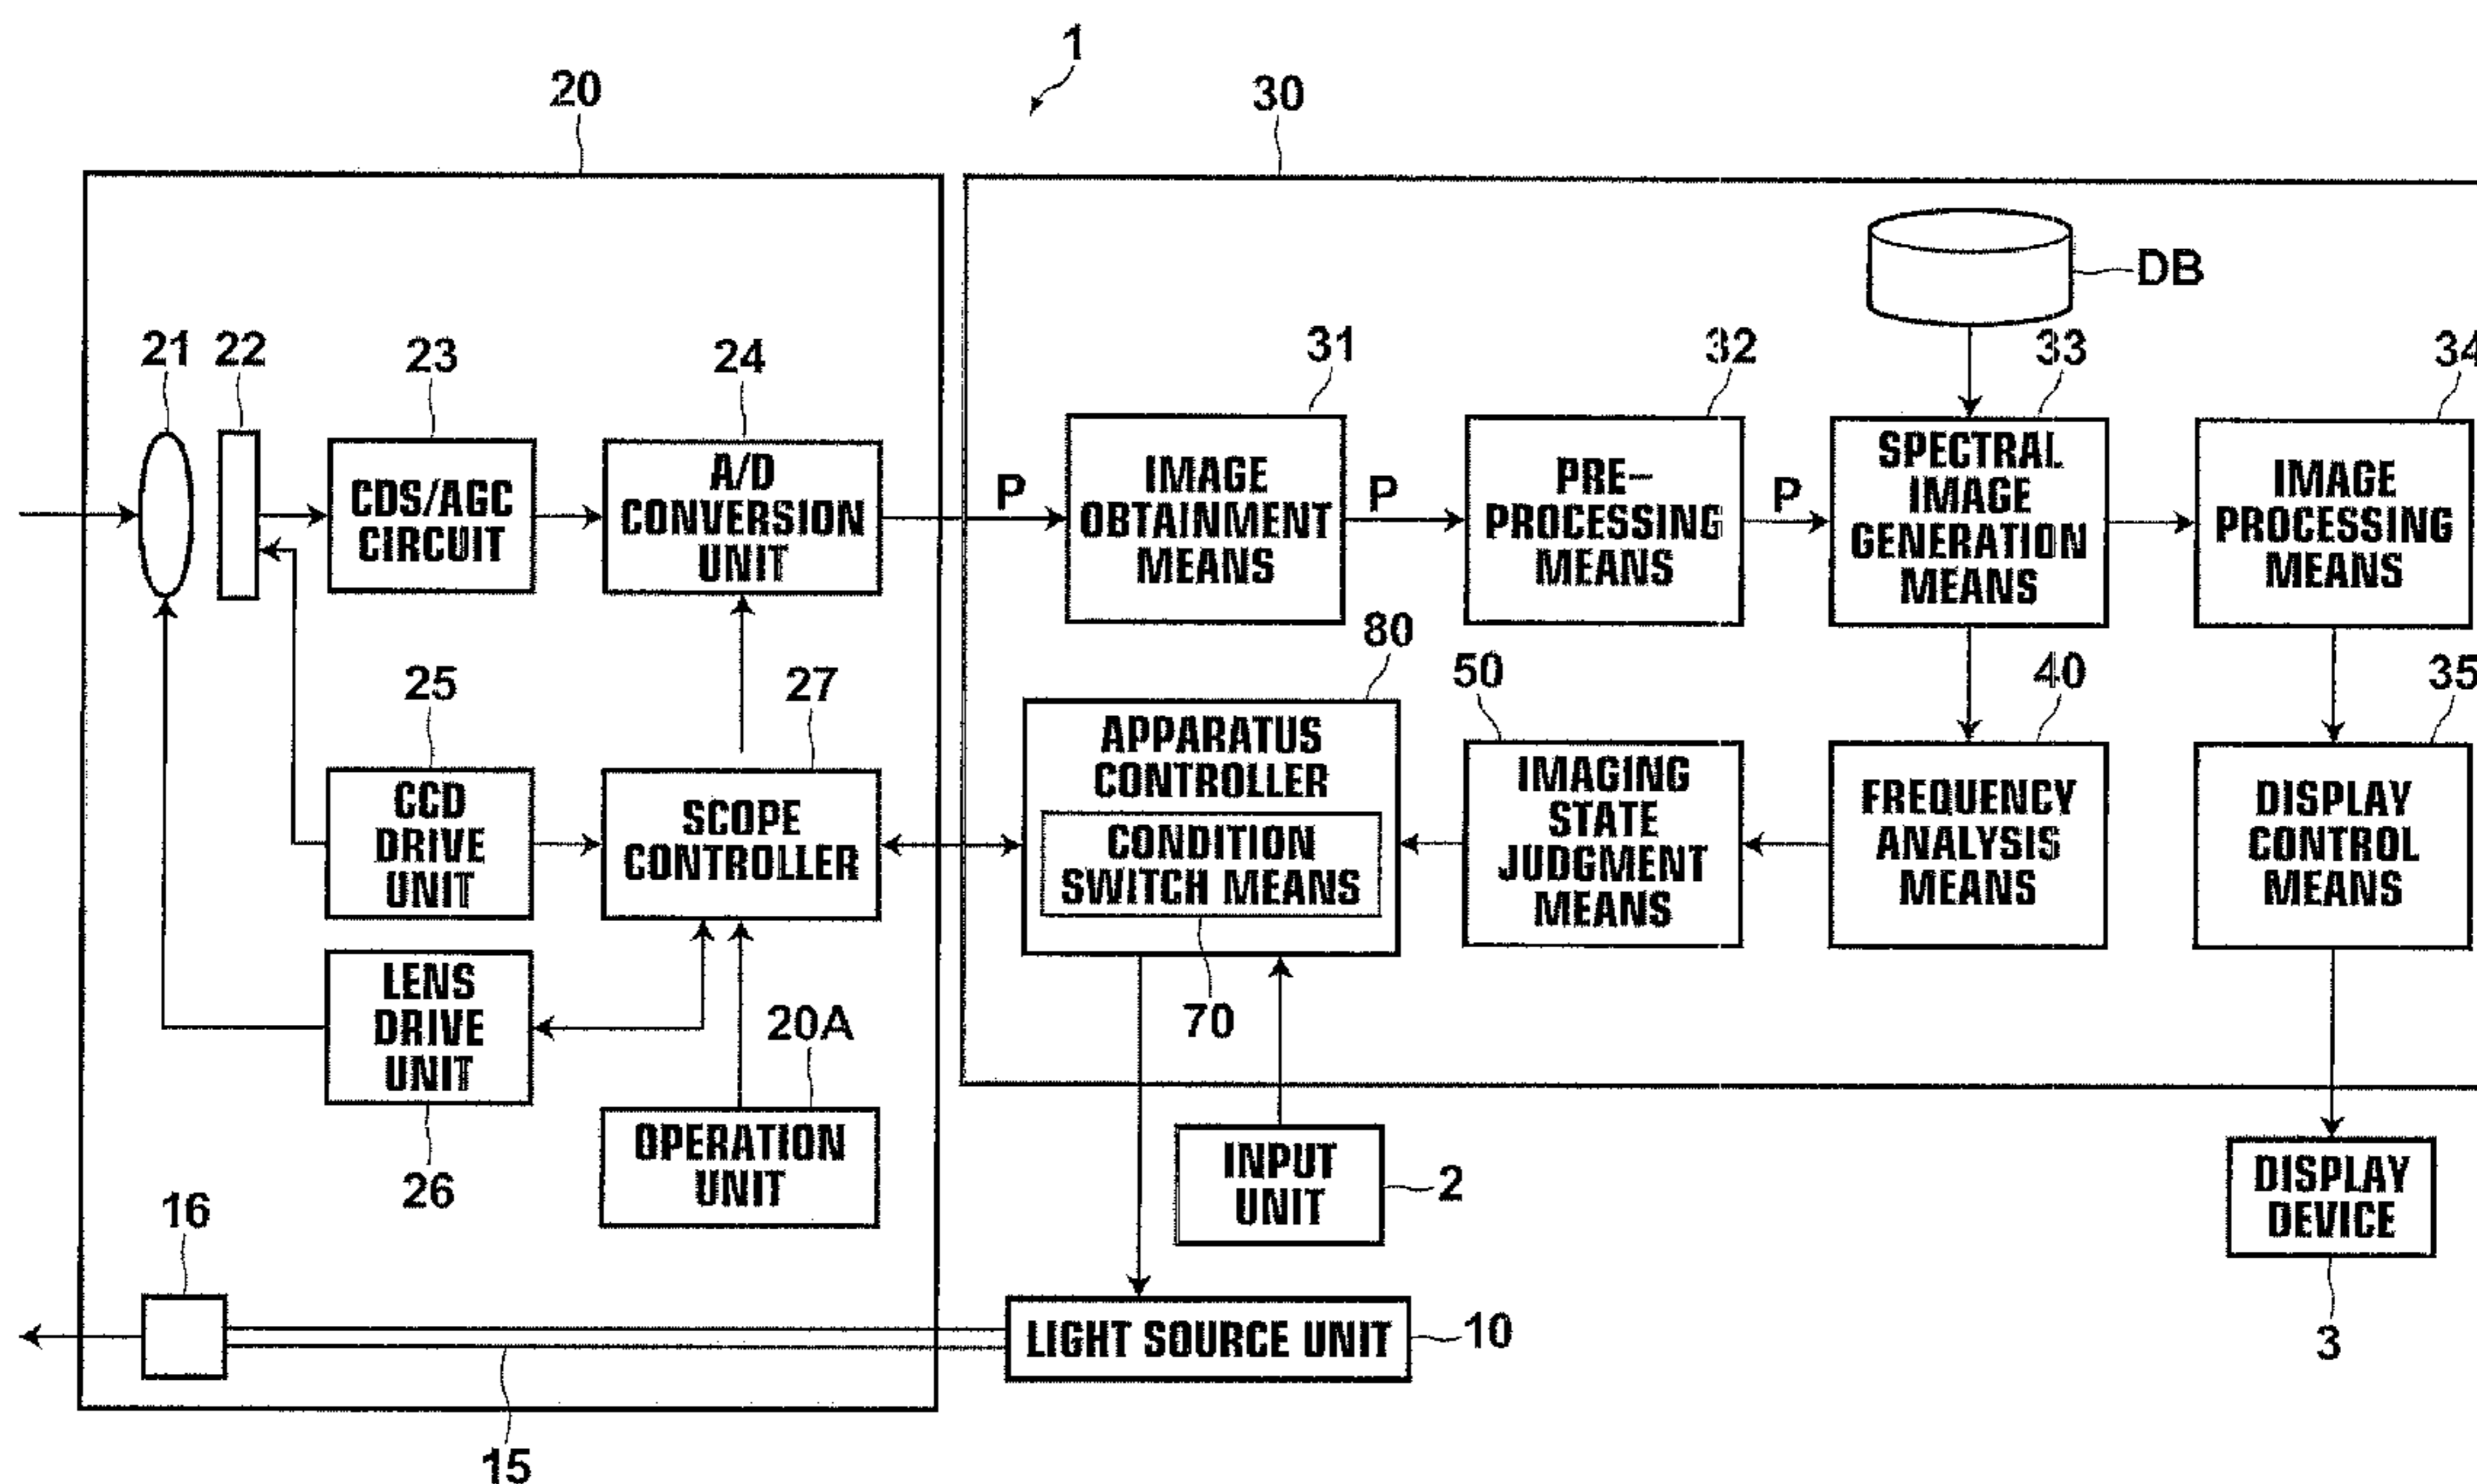 1
20
30
DB
21
22
23
24
31
32
33
34
CDS/AGC
CIRCUIT
A/D
CONVERSION
UNIT
P
IMAGE
OBTAINMENT
MEANS
P
PRE-
PROCESSING
MEANS
P
SPECTRAL
IMAGE
GENERATION
MEANS
IMAGE
PROCESSING
MEANS
25
27
80
50
40
35
CCD
DRIVE
UNIT
SCOPE
CONTROLLER
APPARATUS
CONTROLLER
CONDITION
SWITCH MEANS
70
IMAGING
STATE
JUDGMENT
MEANS
FREQUENCY
ANALYSIS
MEANS
DISPLAY
CONTROL
MEANS
LENS
DRIVE
UNIT
26
20A
OPERATION
UNIT
INPUT
UNIT
2
DISPLAY
DEVICE
3
16
LIGHT SOURCE UNIT
10
15